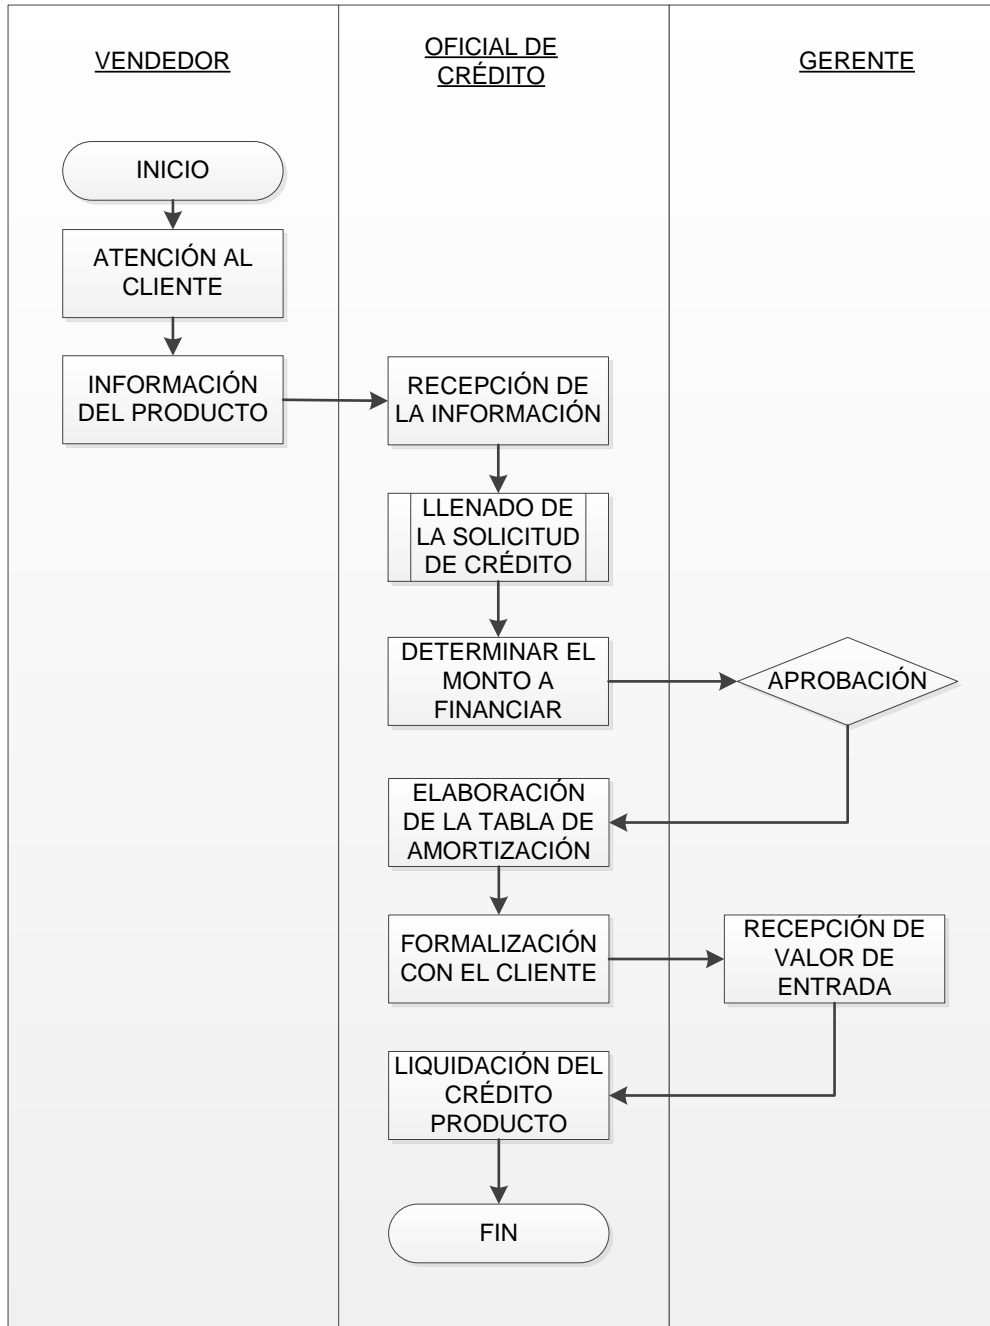 VENDEDOR
OFICIAL DE
CRÉDITO
GERENTE
INICIO
ATENCIÓN AL
CLIENTE
INFORMACIÓN
DEL PRODUCTO
RECEPCIÓN DE
LA INFORMACIÓN
LLENADO DE
LA SOLICITUD
DE CRÉDITO
DETERMINAR EL
MONTO A
FINANCIAR
APROBACIÓN
ELABORACIÓN
DE LA TABLA DE
AMORTIZACIÓN
FORMALIZACIÓN
CON EL CLIENTE
RECEPCIÓN DE
VALOR DE
ENTRADA
LIQUIDACIÓN DEL
CRÉDITO
PRODUCTO
FIN